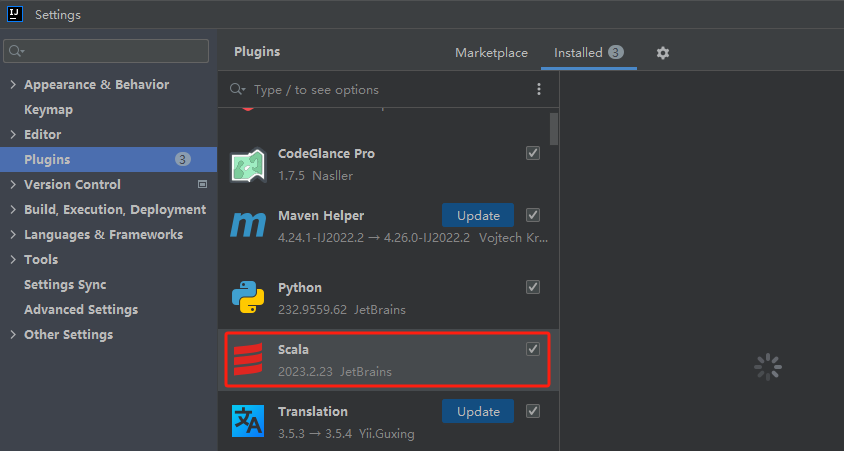 Settings
Plugins
Marketplace
Installed 3
Type / to see options
Appearance & Behavior
Keymap
Editor
Plugins 3
Version Control
Build, Execution, Deployment
Languages & Frameworks
Tools
Settings Sync
Advanced Settings
Other Settings
CodeGlance Pro
1.7.5 Nasller
Maven Helper
Update
4.24.1-IJ2022.2 → 4.26.0-IJ2022.2 Vojtech Kr...
Python
232.9559.62 JetBrains
Scala
2023.2.23 JetBrains
Translation
Update
3.5.3 → 3.5.4 Yii.Guxing